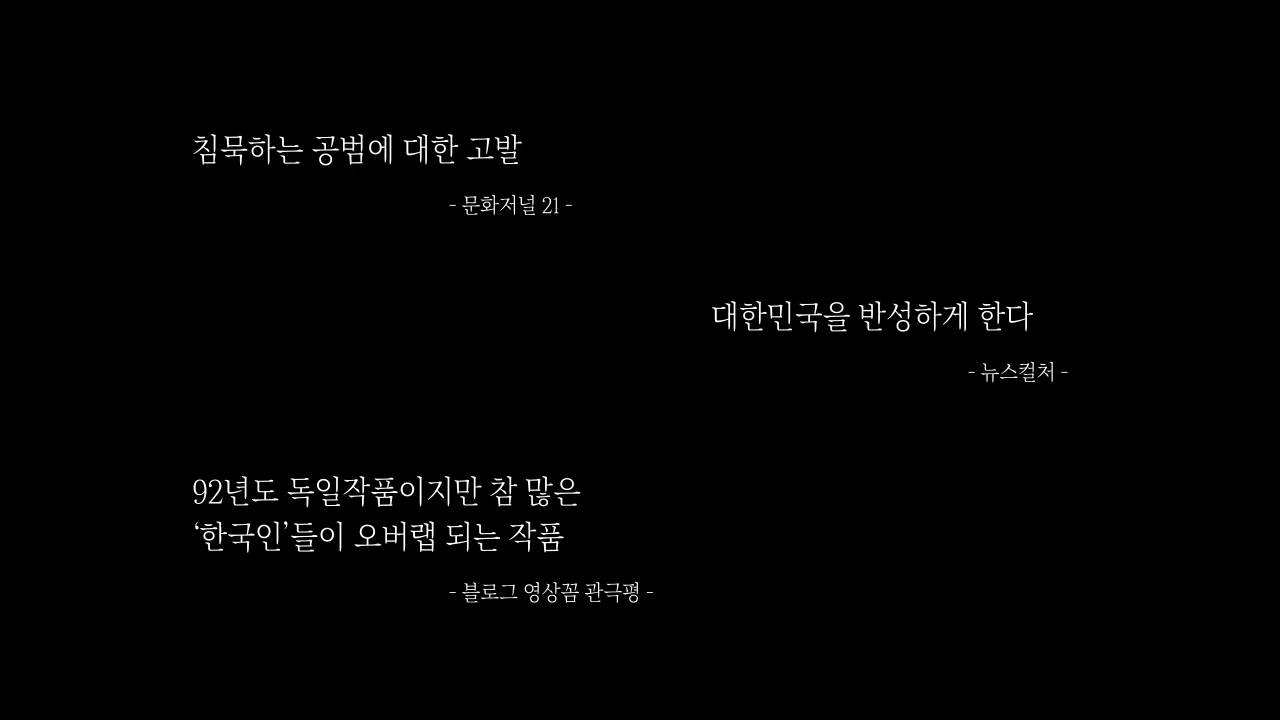 침묵하는 공범에 대한 고발
- 문화저널 21 -
대한민국을 반성하게 한다
- 뉴스컬처 -
92년도 독일작품이지만 참 많은
‘한국인’들이 오버랩 되는 작품
- 블로그 영상꼼 관극평 -